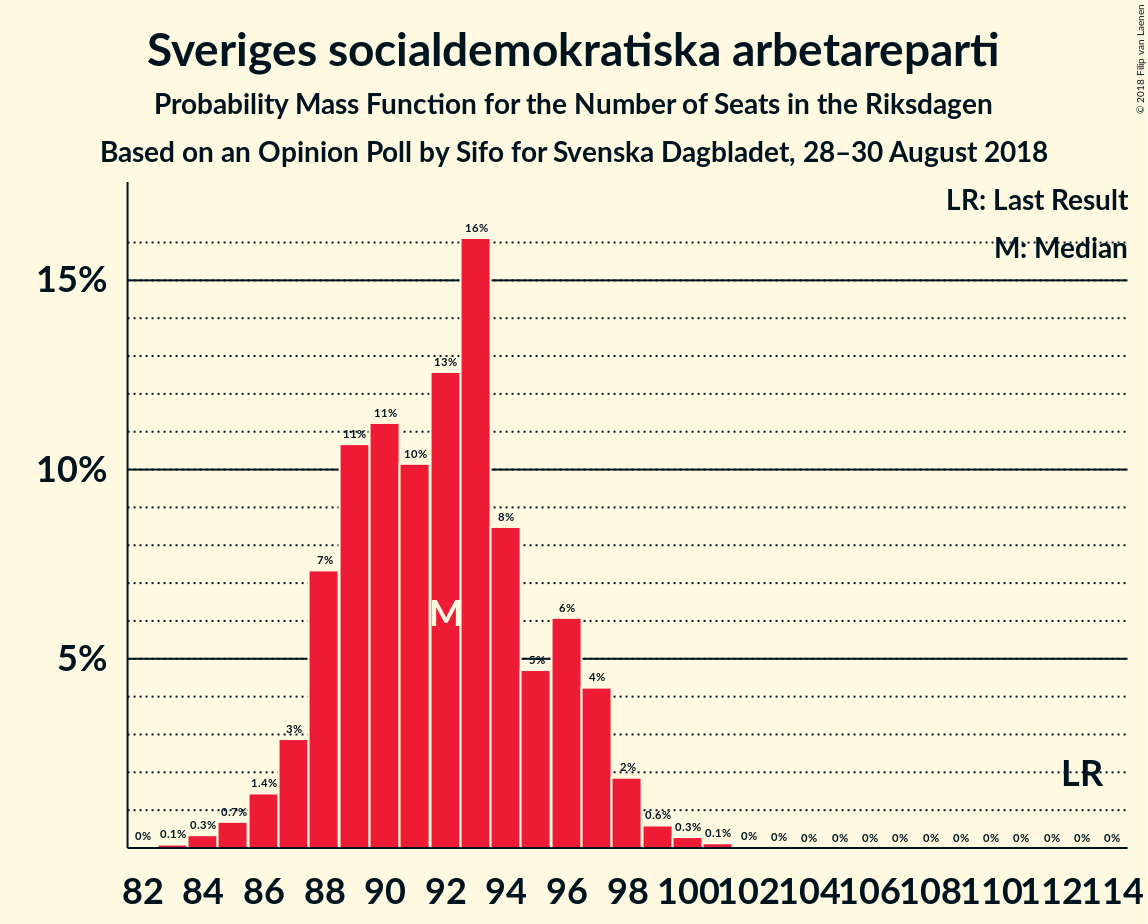 Sveriges socialdemokratiska arbetareparti
Probability Mass Function for the Number of Seats in the Riksdagen
Based on an Opinion Poll by Sifo for Svenska Dagbladet, 28–30 August 2018
© 2018 Filip van Laenen
LR: Last Result
M: Median
15%
10%
5%
0% 0.1% 0.3% 0.7% 1.4% 3% 7% 11% 11% 10% 13% 16% 8% 5% 6% 4% 2% 0.6% 0.3% 0.1% 0% 0% 0% 0% 0% 0% 0% 0% 0% 0% 0% 0% 0%
M
LR
82 84 86 88 90 92 94 96 98 100 102 104 106 108 110 112 114